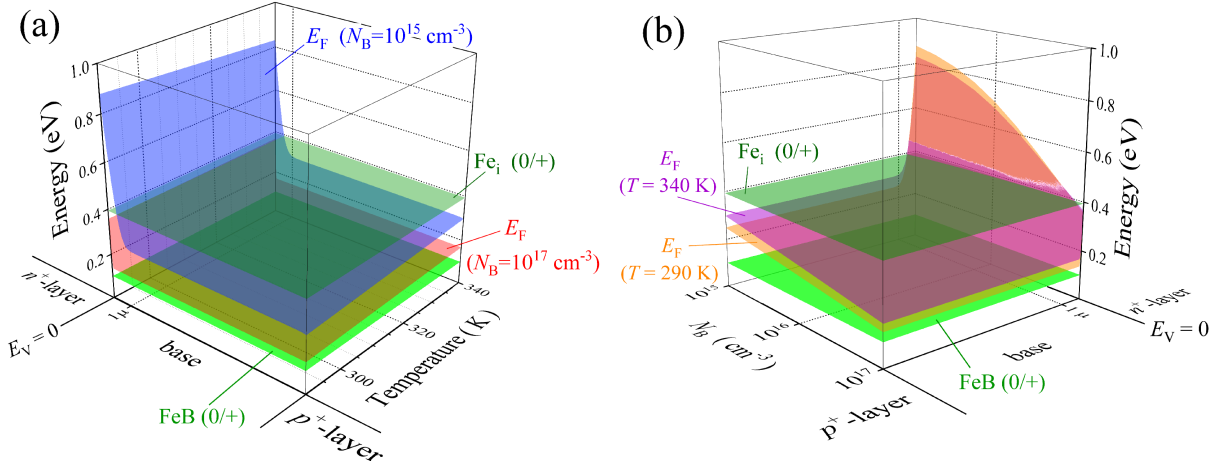 (a)
E_F (N_B=10^15 cm^-3)
1.0
0.8
0.6
0.4
0.2
Energy (eV)
Fe_i (0/+)
E_F
(N_B=10^17 cm^-3)
n^+-layer
E_V = 0
1μ
base
FeB (0/+)
p^+-layer
300
320
340
Temperature (K)
(b)
1.0
0.8
0.6
0.4
0.2
Energy (eV)
Fe_i (0/+)
E_F
(T = 340 K)
E_F
(T = 290 K)
10^15
10^16
10^17
N_B (cm^-3)
n^+-layer
E_V = 0
1μ
base
FeB (0/+)
p^+-layer